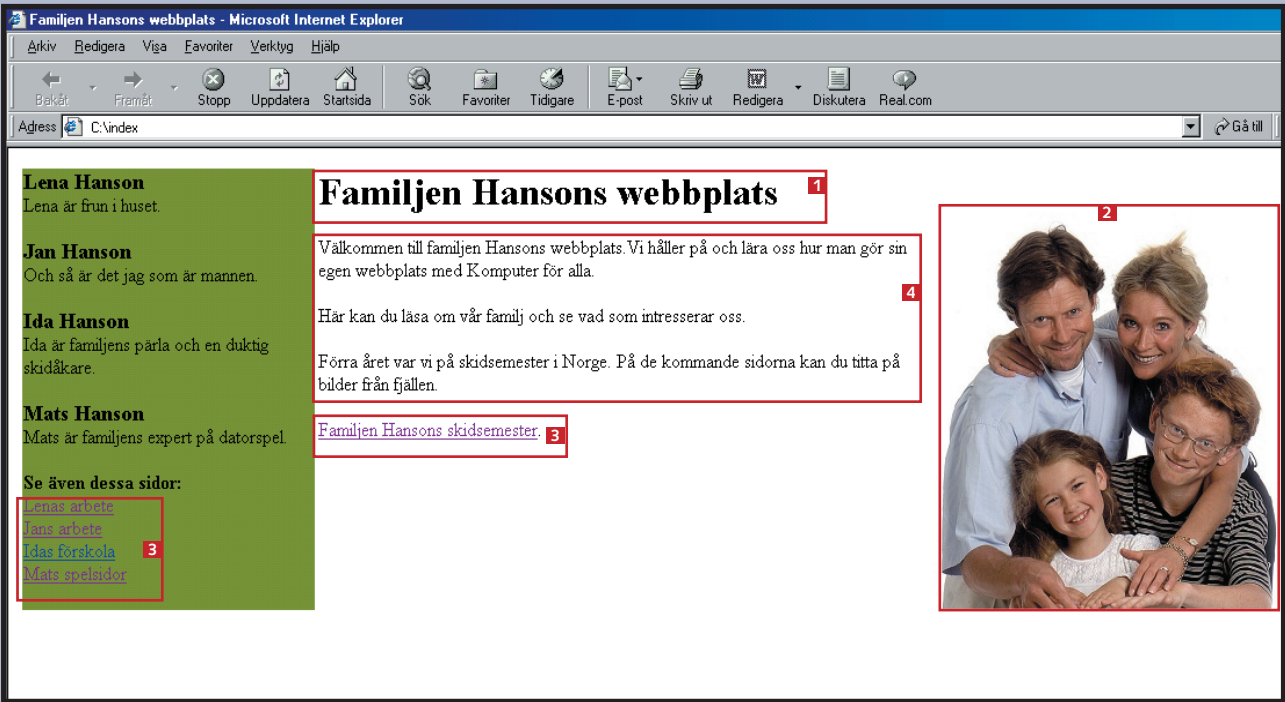 Familjen Hansons webbplats - Microsoft Internet Explorer
Arkiv Redigera Visa Favoriter Verktyg Hjälp
Bakåt Framåt Stopp Uppdatera Startsida Sök Favoriter Tidigare E-post Skriv ut Redigera Diskutera Real.com
Adress C:\index Gå till
Lena Hanson
Lena är frun i huset.
Jan Hanson
Och så är det jag som är mannen.
Ida Hanson
Ida är familjens pärla och en duktig
skidåkare.
Mats Hanson
Mats är familjens expert på datorspel.
Se även dessa sidor:
Lenas arbete
Jans arbete
Idas förskola 3
Mats spelsidor
Familjen Hansons webbplats 1
Välkommen till familjen Hansons webbplats. Vi håller på och lära oss hur man gör sin
egen webbplats med Komputer för alla.
4
Här kan du läsa om vår familj och se vad som intresserar oss.
Förra året var vi på skidsemester i Norge. På de kommande sidorna kan du titta på
bilder från fjällen.
Familjen Hansons skidsemester. 3
2